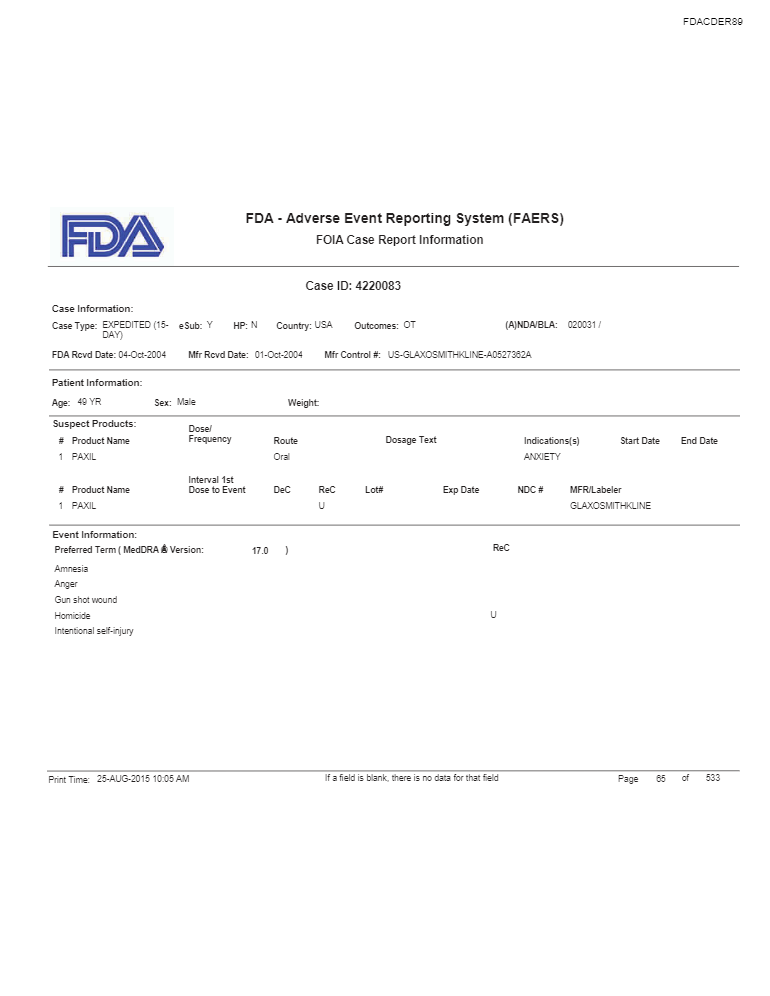 FDACDER89
FDA
FDA - Adverse Event Reporting System (FAERS)
FOIA Case Report Information
Case ID: 4220083
Case Information:
Case Type: EXPEDITED (15-DAY) eSub: Y HP: N Country: USA Outcomes: OT (A)NDA/BLA: 020031 /
FDA Rcvd Date: 04-Oct-2004 Mfr Rcvd Date: 01-Oct-2004 Mfr Control #: US-GLAXOSMITHKLINE-A0527362A
Patient Information:
Age: 49 YR Sex: Male Weight:
Suspect Products:
# Product Name Dose/Frequency Route Dosage Text Indications(s) Start Date End Date
1 PAXIL Oral ANXIETY
# Product Name Interval 1st Dose to Event DeC ReC Lot# Exp Date NDC # MFR/Labeler
1 PAXIL U GLAXOSMITHKLINE
Event Information:
Preferred Term ( MedDRA Version: 17.0 ) ReC
Amnesia
Anger
Gun shot wound
Homicide U
Intentional self-injury
Print Time: 25-AUG-2015 10:05 AM If a field is blank, there is no data for that field Page 65 of 533